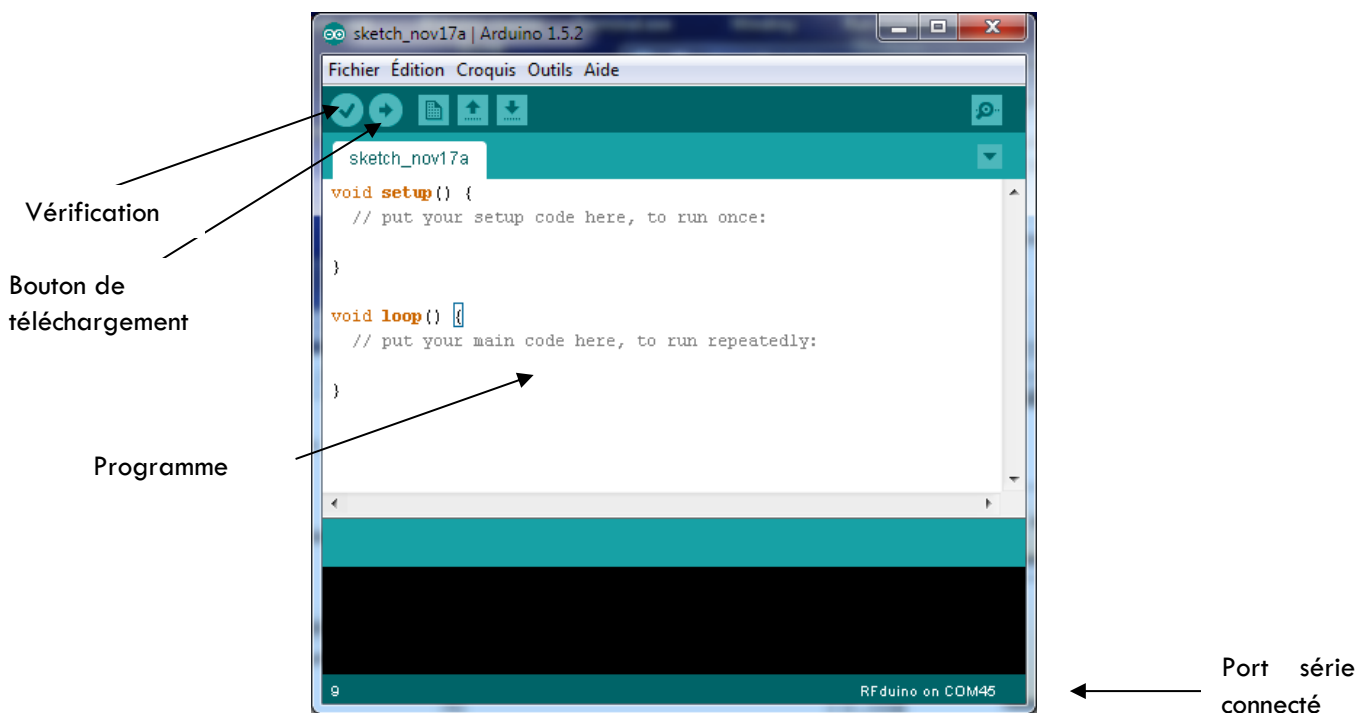 sketch_nov17a | Arduino 1.5.2
Fichier Édition Croquis Outils Aide
sketch_nov17a
void setup() {
// put your setup code here, to run once:
}
void loop() {
// put your main code here, to run repeatedly:
}
9
RFduino on COM45
Vérification
Bouton de
téléchargement
Programme
Port série
connecté